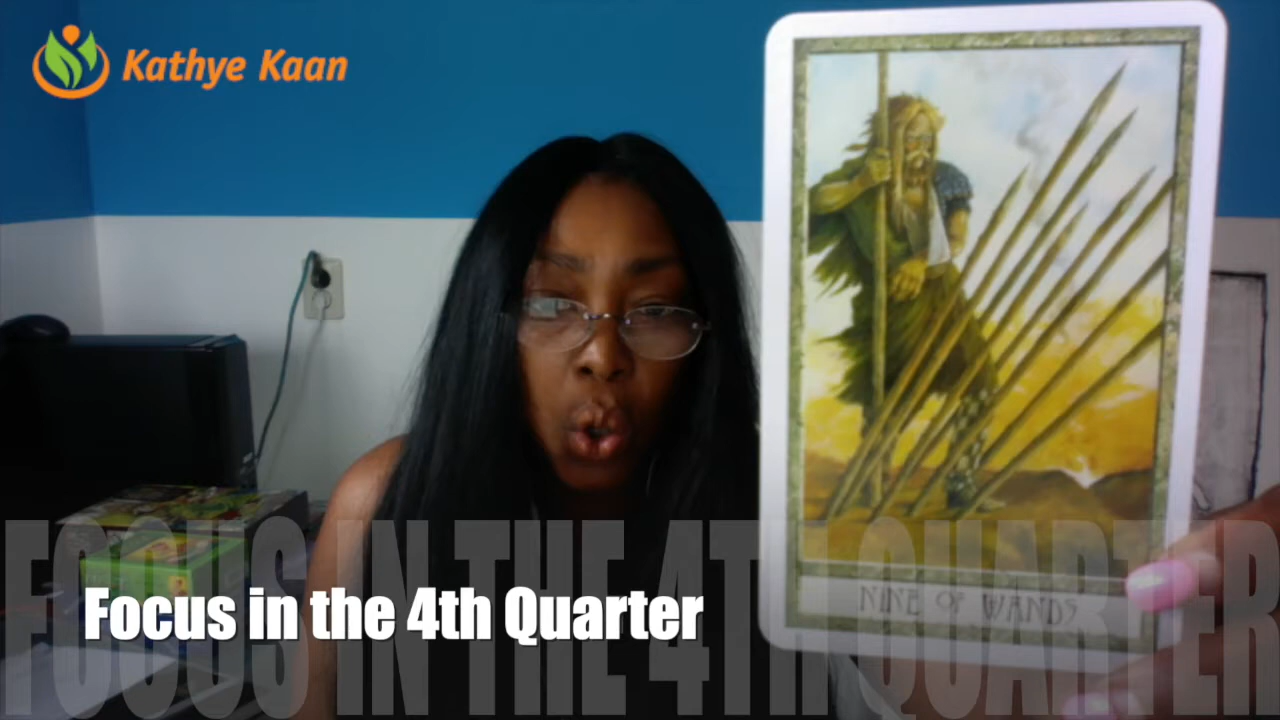 Kathye Kaan
FOCUS IN THE 4TH QUARTER
Focus in the 4th Quarter
NINE OF WANDS